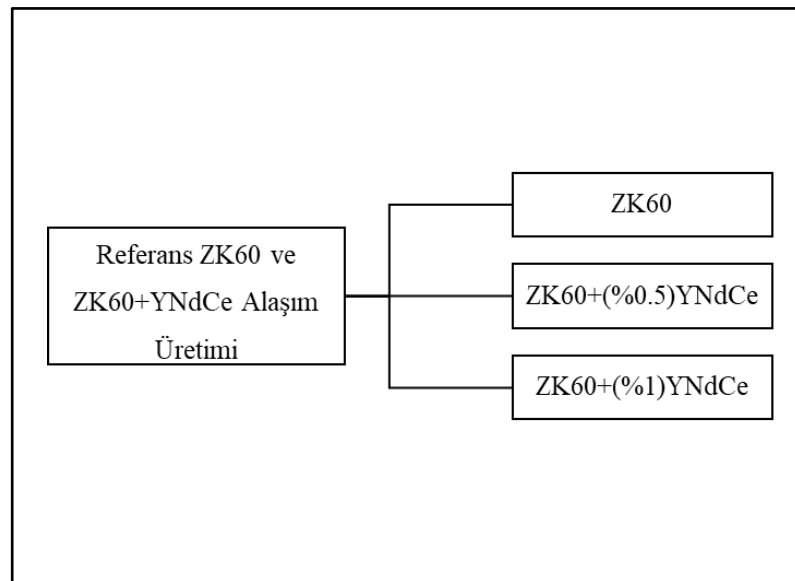 Referans ZK60 ve
ZK60+YNdCe Alaşım
Üretimi
ZK60
ZK60+(%0.5)YNdCe
ZK60+(%1)YNdCe